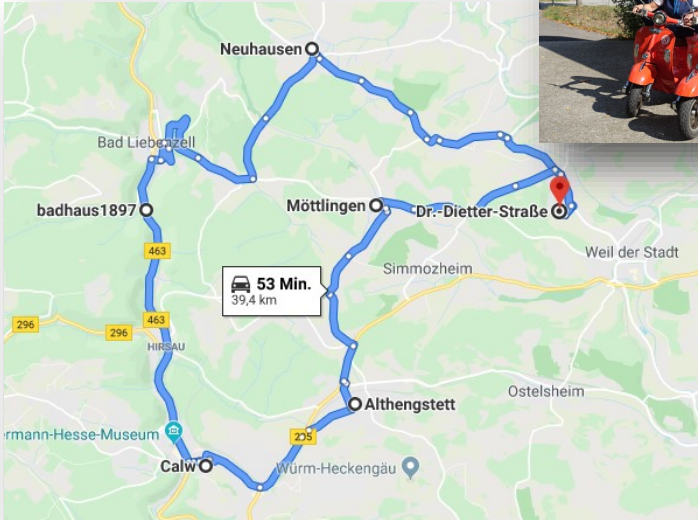 Neuhausen
Bad Liebenzell
badhaus1897
Möttlingen
Dr.-Dietter-Straße
Weil der Stadt
Simmozheim
463
53 Min.
39,4 km
296
296
463
HIRSAU
Ostelsheim
Althengstett
ermann-Hesse-Museum
Calw
Würm-Heckengäu